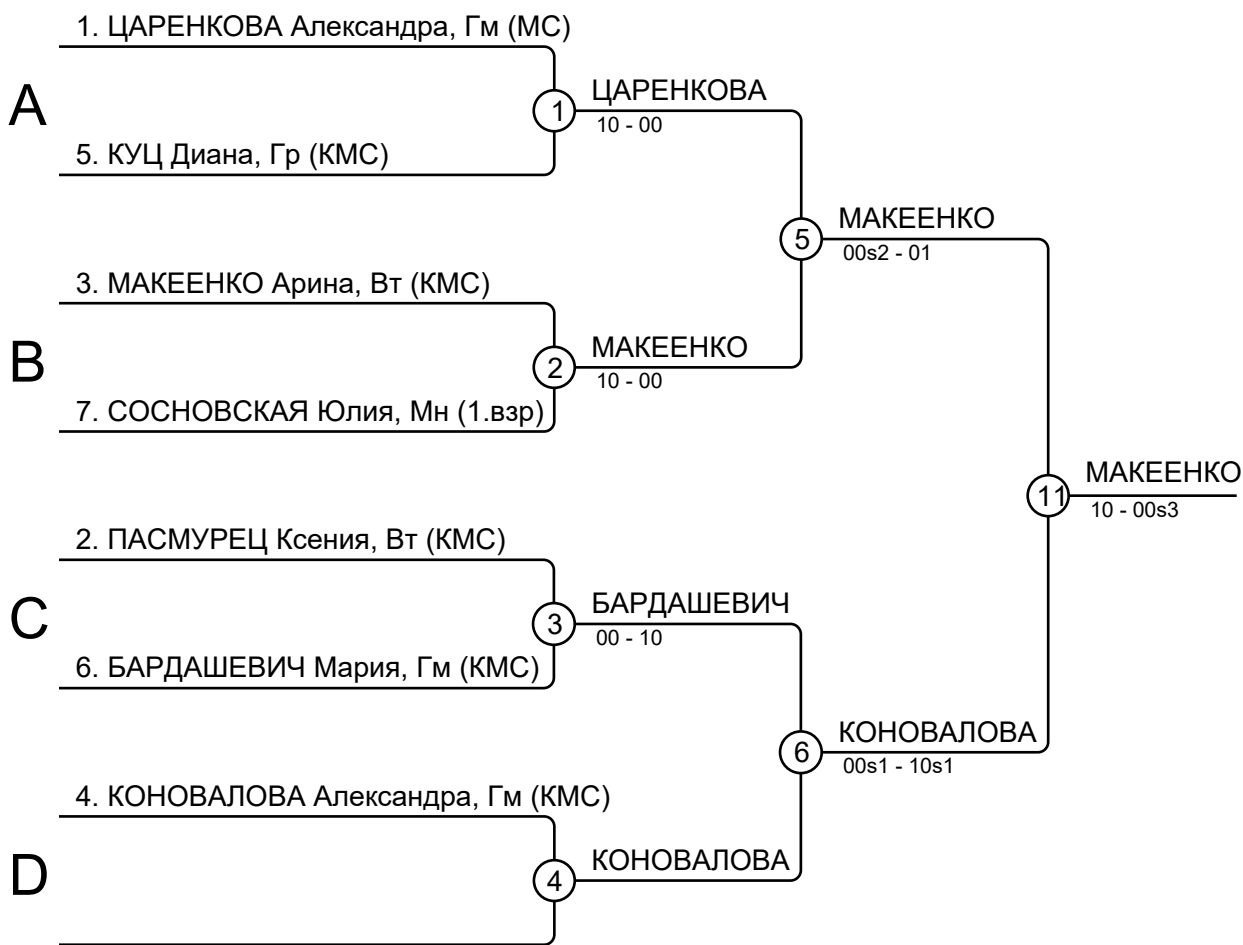 1. ЦАРЕНКОВА Александра, Гм (МС)
A
1
ЦАРЕНКОВА
10 - 00
5. КУЦ Диана, Гр (КМС)
5
МАКЕЕНКО
00s2 - 01
3. МАКЕЕНКО Арина, Вт (КМС)
B
2
МАКЕЕНКО
10 - 00
7. СОСНОВСКАЯ Юлия, Мн (1.взр)
11
МАКЕЕНКО
10 - 00s3
2. ПАСМУРЕЦ Ксения, Вт (КМС)
C
3
БАРДАШЕВИЧ
00 - 10
6. БАРДАШЕВИЧ Мария, Гм (КМС)
6
КОНОВАЛОВА
00s1 - 10s1
4. КОНОВАЛОВА Александра, Гм (КМС)
D
4
КОНОВАЛОВА